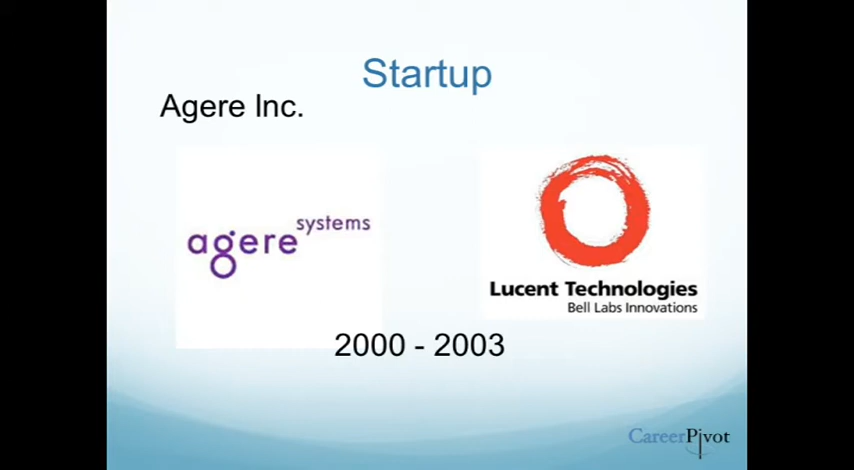 Startup
Agere Inc.
agere systems
Lucent Technologies
Bell Labs Innovations
2000 - 2003
CareerPivot